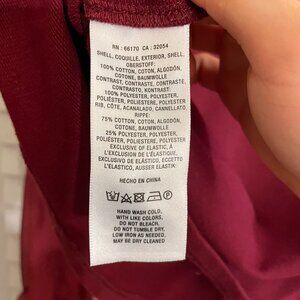 RN : 66170 CA : 32054
SHELL, COQUILLE, EXTERIOR, SHELL,
OBERSTOFF:
100% COTTON, COTON, ALGODÓN,
COTONE, BAUMWOLLE
CONTRAST, CONTRASTE, CONTRASTE,
CONTRASTO, KONTRAST:
100% POLYESTER, POLYESTER,
POLIÉSTER, POLIESTERE, POLYESTER
RIB, CÔTE, ACANALADO, CANNELLATO,
RIPPE:
75% COTTON, COTON, ALGODÓN,
COTONE, BAUMWOLLE
25% POLYESTER, POLYESTER,
POLIÉSTER, POLIESTERE, POLYESTER
EXCLUSIVE OF ELASTIC, À
L'EXCLUSION DE L'ÉLASTIQUE,
EXCLUSIVO DE ELÁSTICO, ECCETTO
L'ELASTICO, AUSSER ELASTIK:
HECHO EN CHINA
HAND WASH COLD,
WITH LIKE COLORS,
DO NOT BLEACH,
DO NOT TUMBLE DRY,
LOW IRON AS NEEDED,
MAY BE DRY CLEANED